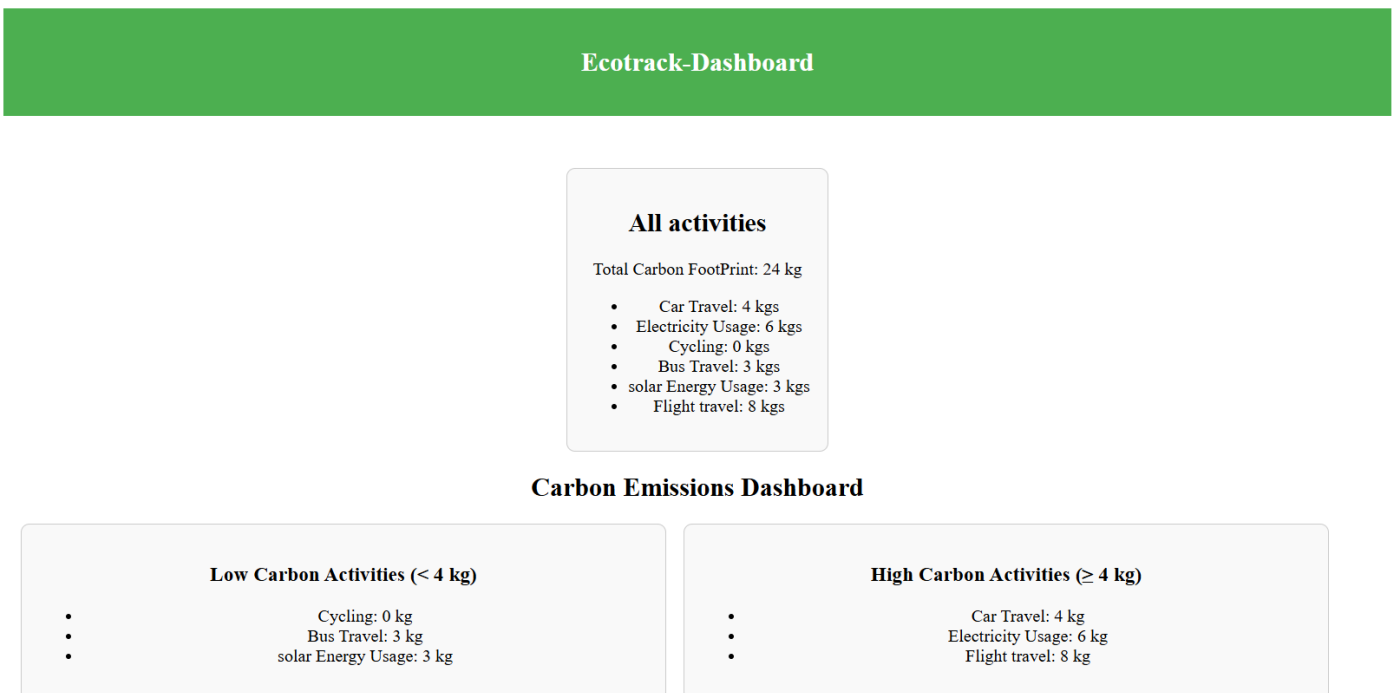 Ecotrack-Dashboard
All activities
Total Carbon FootPrint: 24 kg
• Car Travel: 4 kgs
• Electricity Usage: 6 kgs
• Cycling: 0 kgs
• Bus Travel: 3 kgs
• solar Energy Usage: 3 kgs
• Flight travel: 8 kgs
Carbon Emissions Dashboard
Low Carbon Activities (< 4 kg)
• Cycling: 0 kg
• Bus Travel: 3 kg
• solar Energy Usage: 3 kg
High Carbon Activities (≥ 4 kg)
• Car Travel: 4 kg
• Electricity Usage: 6 kg
• Flight travel: 8 kg